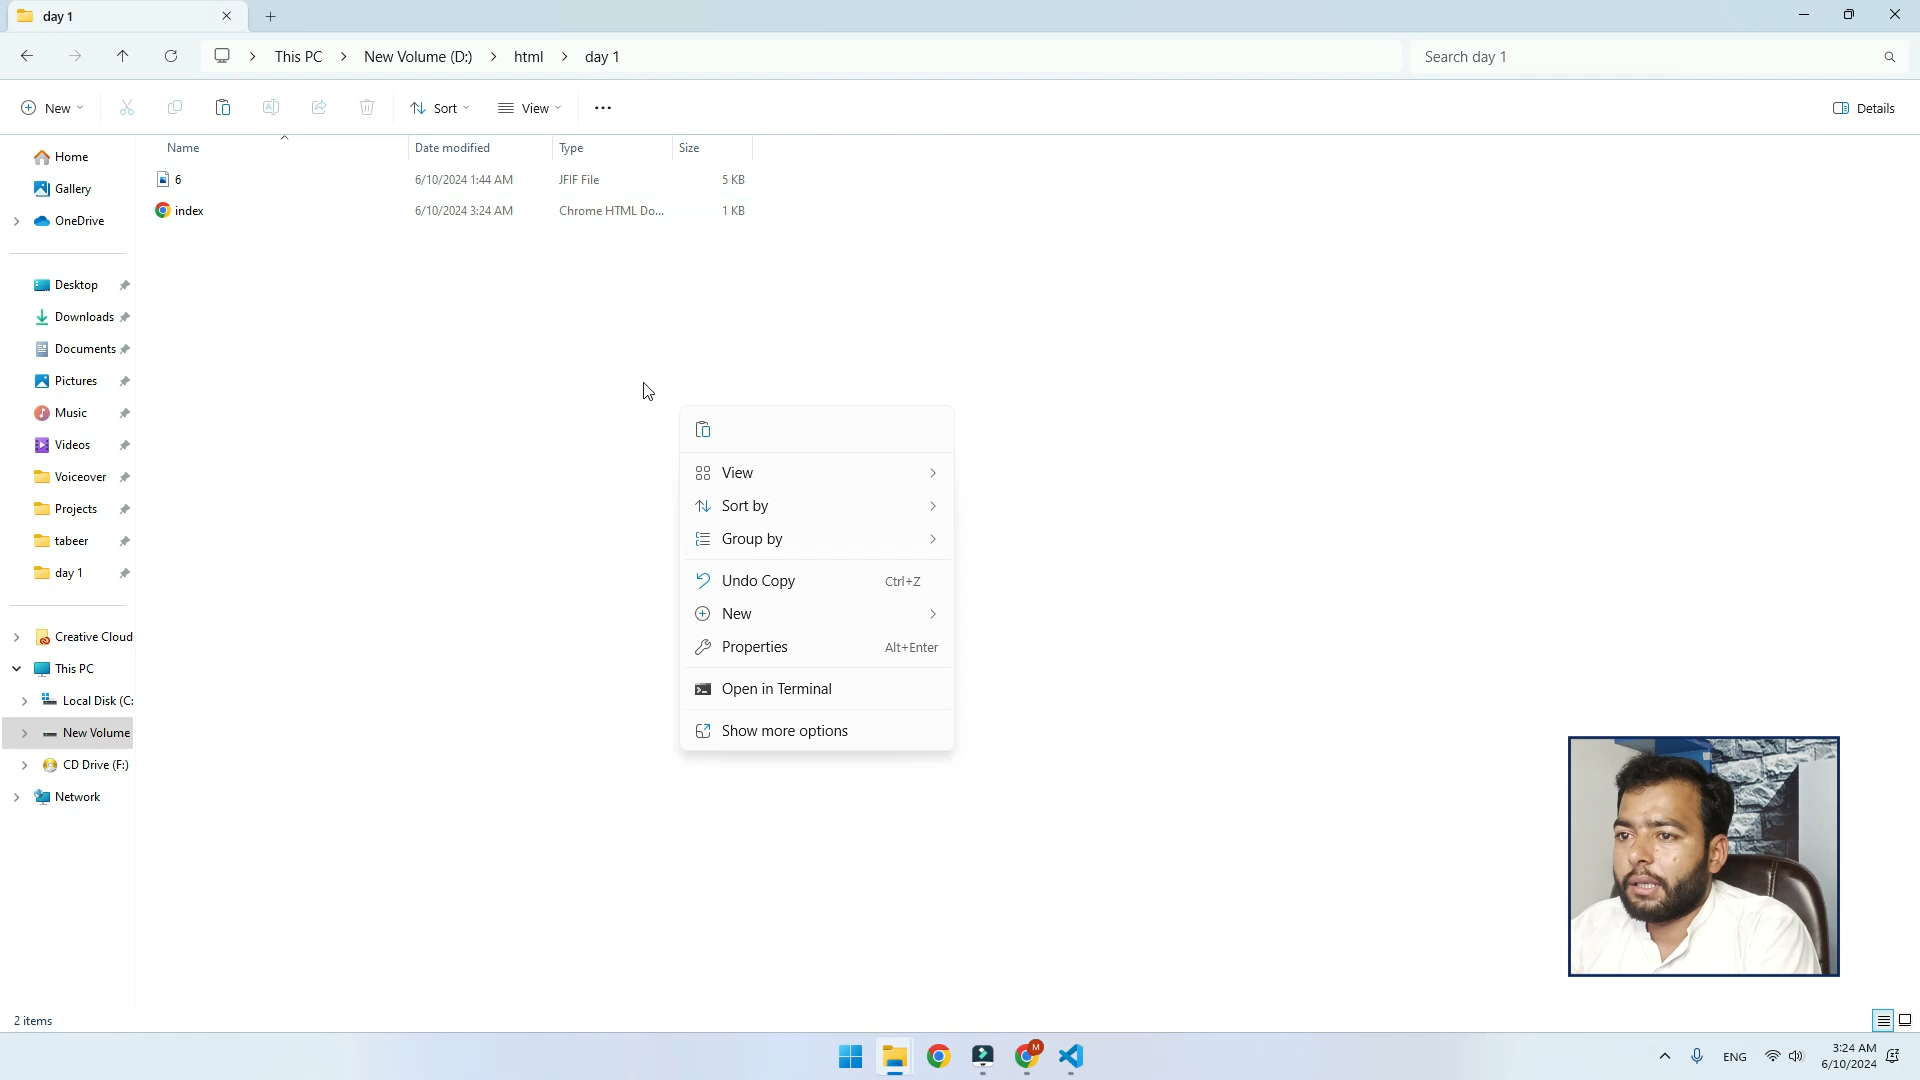 day 1
This PC
New Volume (D:)
html
day 1
Search day 1
New
Sort
View
Details
Name
Date modified
Type
Size
6
6/10/2024 1:44 AM
JFIF File
5 KB
index
6/10/2024 3:24 AM
Chrome HTML Do...
1 KB
Home
Gallery
OneDrive
Desktop
Downloads
Documents
Pictures
Music
Videos
Voiceover
Projects
tabeer
day 1
Creative Cloud
This PC
Local Disk (C:
New Volume
CD Drive (F:)
Network
View
Sort by
Group by
Undo Copy Ctrl+Z
New
Properties Alt+Enter
Open in Terminal
Show more options
2 items
M
ENG
3:24 AM
6/10/2024